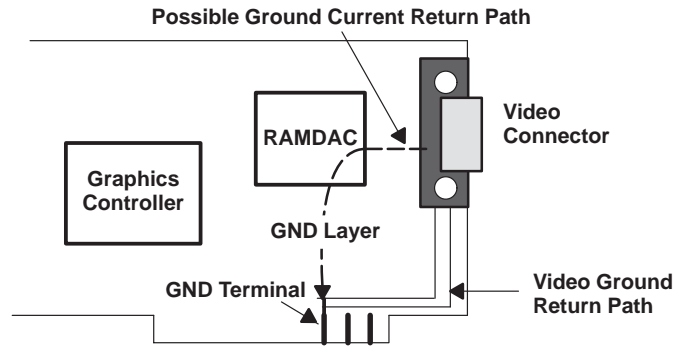 Possible Ground Current Return Path
Video
Connector
RAMDAC
Graphics
Controller
GND Layer
GND Terminal
Video Ground
Return Path